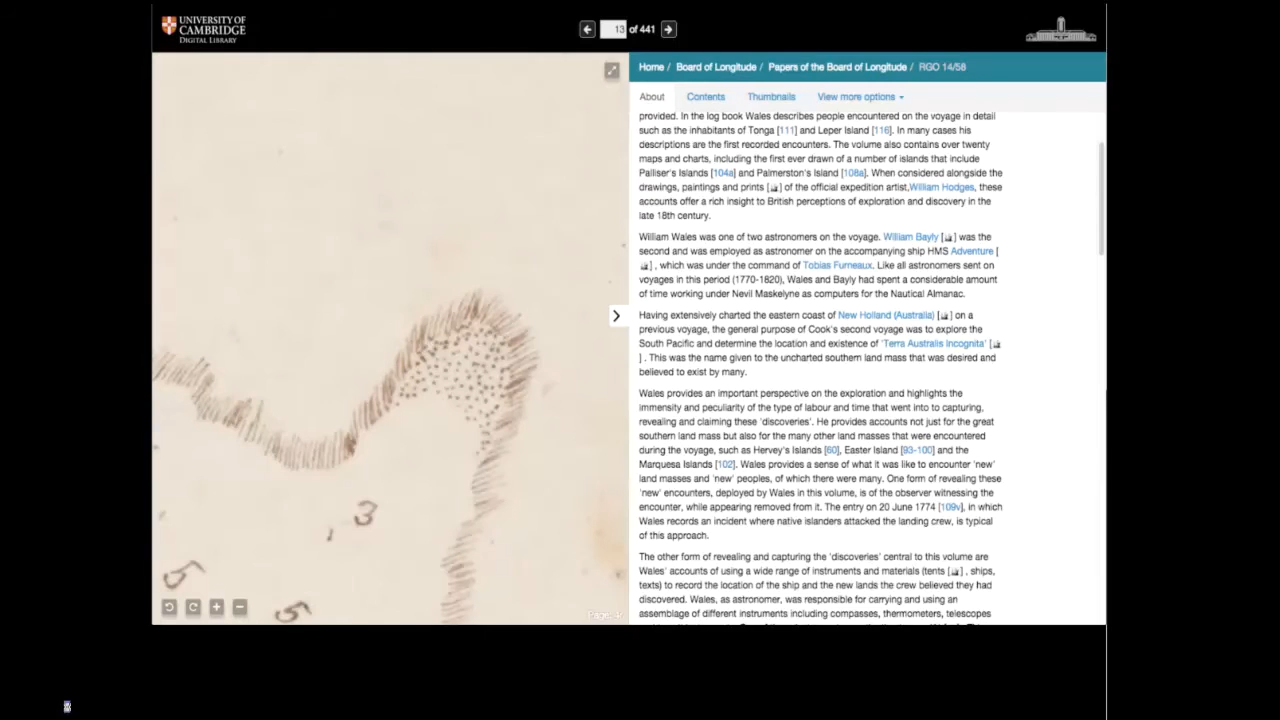 UNIVERSITY OF
CAMBRIDGE
DIGITAL LIBRARY
13 of 441
Home / Board of Longitude / Papers of the Board of Longitude / RGO 14/58
About Contents Thumbnails View more options
provided. In the log book Wales describes people encountered on the voyage in detail
such as the inhabitants of Tonga [111] and Leper Island [116]. In many cases his
descriptions are the first recorded encounters. The volume also contains over twenty
maps and charts, including the first ever drawn of a number of islands that include
Palliser's Islands [104a] and Palmerston's Island [108a]. When considered alongside the
drawings, paintings and prints [ ] of the official expedition artist,William Hodges, these
accounts offer a rich insight to British perceptions of exploration and discovery in the
late 18th century.
William Wales was one of two astronomers on the voyage. William Bayly [ ] was the
second and was employed as astronomer on the accompanying ship HMS Adventure [
] , which was under the command of Tobias Furneaux. Like all astronomers sent on
voyages in this period (1770-1820), Wales and Bayly had spent a considerable amount
of time working under Nevil Maskelyne as computers for the Nautical Almanac.
Having extensively charted the eastern coast of New Holland (Australia) [ ] on a
previous voyage, the general purpose of Cook's second voyage was to explore the
South Pacific and determine the location and existence of 'Terra Australis Incognita' [
] . This was the name given to the uncharted southern land mass that was desired and
believed to exist by many.
Wales provides an important perspective on the exploration and highlights the
immensity and peculiarity of the type of labour and time that went into to capturing,
revealing and claiming these 'discoveries'. He provides accounts not just for the great
southern land mass but also for the many other land masses that were encountered
during the voyage, such as Hervey's Islands [60], Easter Island [93-100] and the
Marquesa Islands [102]. Wales provides a sense of what it was like to encounter 'new'
land masses and 'new' peoples, of which there were many. One form of revealing these
'new' encounters, deployed by Wales in this volume, is of the observer witnessing the
encounter, while appearing removed from it. The entry on 20 June 1774 [109v], in which
Wales records an incident where native islanders attacked the landing crew, is typical
of this approach.
The other form of revealing and capturing the 'discoveries' central to this volume are
Wales' accounts of using a wide range of instruments and materials (tents [ ] , ships,
texts) to record the location of the ship and the new lands the crew believed they had
discovered. Wales, as astronomer, was responsible for carrying and using an
assemblage of different instruments including compasses, thermometers, telescopes
3
5
5